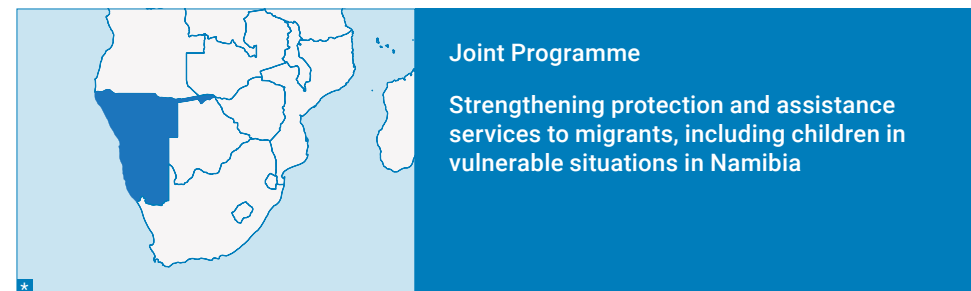 Joint Programme
Strengthening protection and assistance
services to migrants, including children in
vulnerable situations in Namibia
*